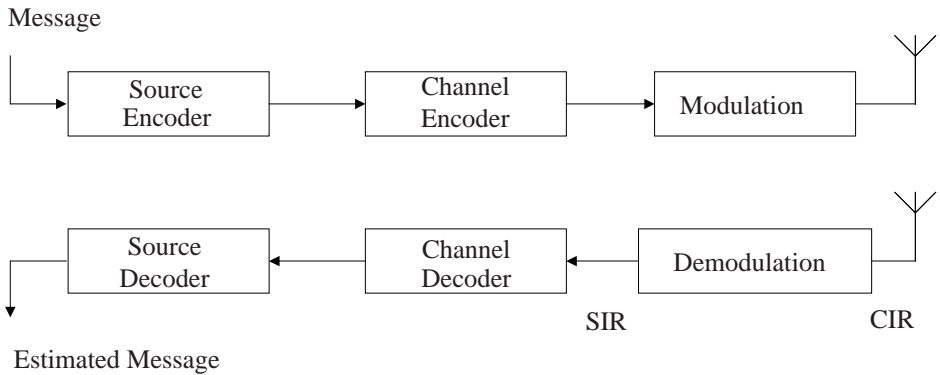 Message
Source
Encoder
Channel
Encoder
Modulation
Source
Decoder
Channel
Decoder
Demodulation
SIR
CIR
Estimated Message